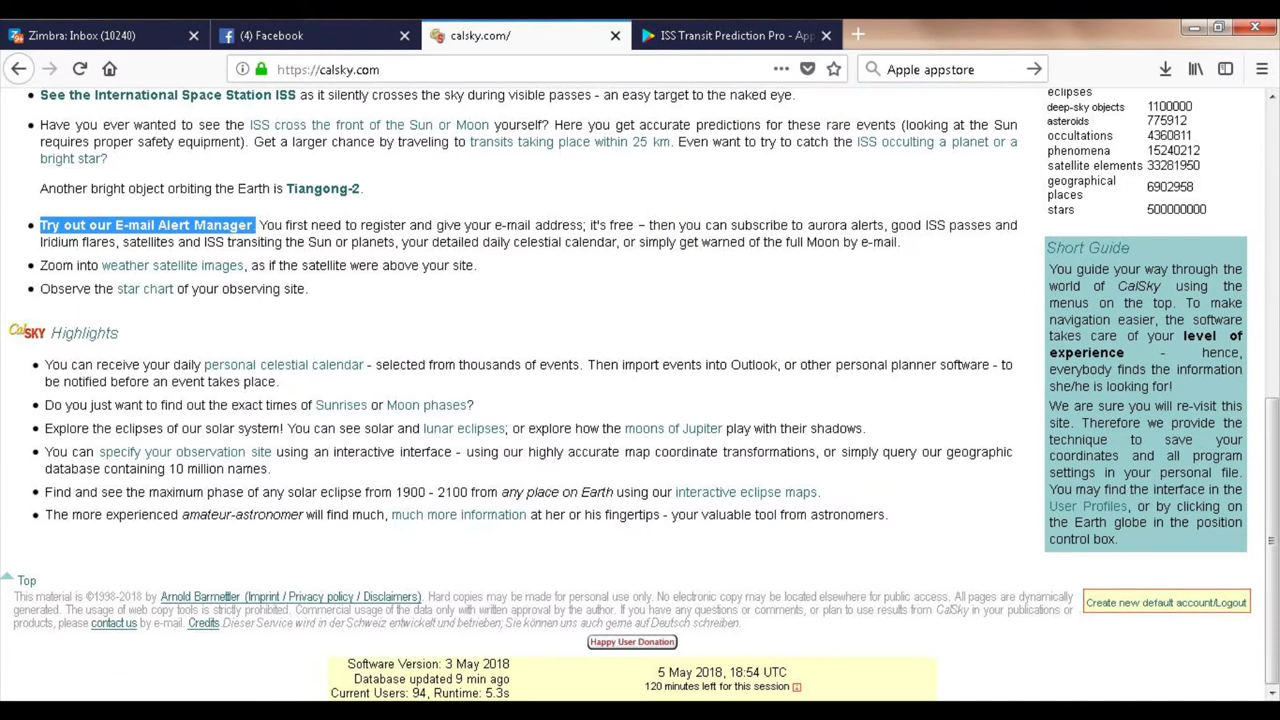 Zimbra: Inbox (10240)
(4) Facebook
calsky.com/
ISS Transit Prediction Pro - App
https://calsky.com
Apple appstore
See the International Space Station ISS as it silently crosses the sky during visible passes - an easy target to the naked eye.
Have you ever wanted to see the ISS cross the front of the Sun or Moon yourself? Here you get accurate predictions for these rare events (looking at the Sun
requires proper safety equipment). Get a larger chance by traveling to transits taking place within 25 km. Even want to try to catch the ISS occulting a planet or a
bright star?
Another bright object orbiting the Earth is Tiangong-2.
Try out our E-mail Alert Manager. You first need to register and give your e-mail address; it's free – then you can subscribe to aurora alerts, good ISS passes and
Iridium flares, satellites and ISS transiting the Sun or planets, your detailed daily celestial calendar, or simply get warned of the full Moon by e-mail.
Zoom into weather satellite images, as if the satellite were above your site.
Observe the star chart of your observing site.
CalSKY Highlights
You can receive your daily personal celestial calendar - selected from thousands of events. Then import events into Outlook, or other personal planner software - to
be notified before an event takes place.
Do you just want to find out the exact times of Sunrises or Moon phases?
Explore the eclipses of our solar system! You can see solar and lunar eclipses; or explore how the moons of Jupiter play with their shadows.
You can specify your observation site using an interactive interface - using our highly accurate map coordinate transformations, or simply query our geographic
database containing 10 million names.
Find and see the maximum phase of any solar eclipse from 1900 - 2100 from any place on Earth using our interactive eclipse maps.
The more experienced amateur-astronomer will find much, much more information at her or his fingertips - your valuable tool from astronomers.
eclipses
deep-sky objects 1100000
asteroids 775912
occultations 4360811
phenomena 15240212
satellite elements 33281950
geographical
places 6902958
stars 500000000
Short Guide
You guide your way through the
world of CalSky using the
menus on the top. To make
navigation easier, the software
takes care of your level of
experience - hence,
everybody finds the information
she/he is looking for!
We are sure you will re-visit this
site. Therefore we provide the
technique to save your
coordinates and all program
settings in your personal file.
You may find the interface in the
User Profiles, or by clicking on
the Earth globe in the position
control box.
Top
This material is ©1998-2018 by Arnold Barmettler (Imprint / Privacy policy / Disclaimers). Hard copies may be made for personal use only. No electronic copy may be located elsewhere for public access. All pages are dynamically
generated. The usage of web copy tools is strictly prohibited. Commercial usage of the data only with written approval by the author. If you have any questions or comments, or plan to use results from CalSky in your publications or
products, please contact us by e-mail. Credits. Dieser Service wird in der Schweiz entwickelt und betrieben; Sie können uns auch gerne auf Deutsch schreiben.
Create new default account/Logout
Happy User Donation
Software Version: 3 May 2018
Database updated 9 min ago
Current Users: 94, Runtime: 5.3s
5 May 2018, 18:54 UTC
120 minutes left for this session